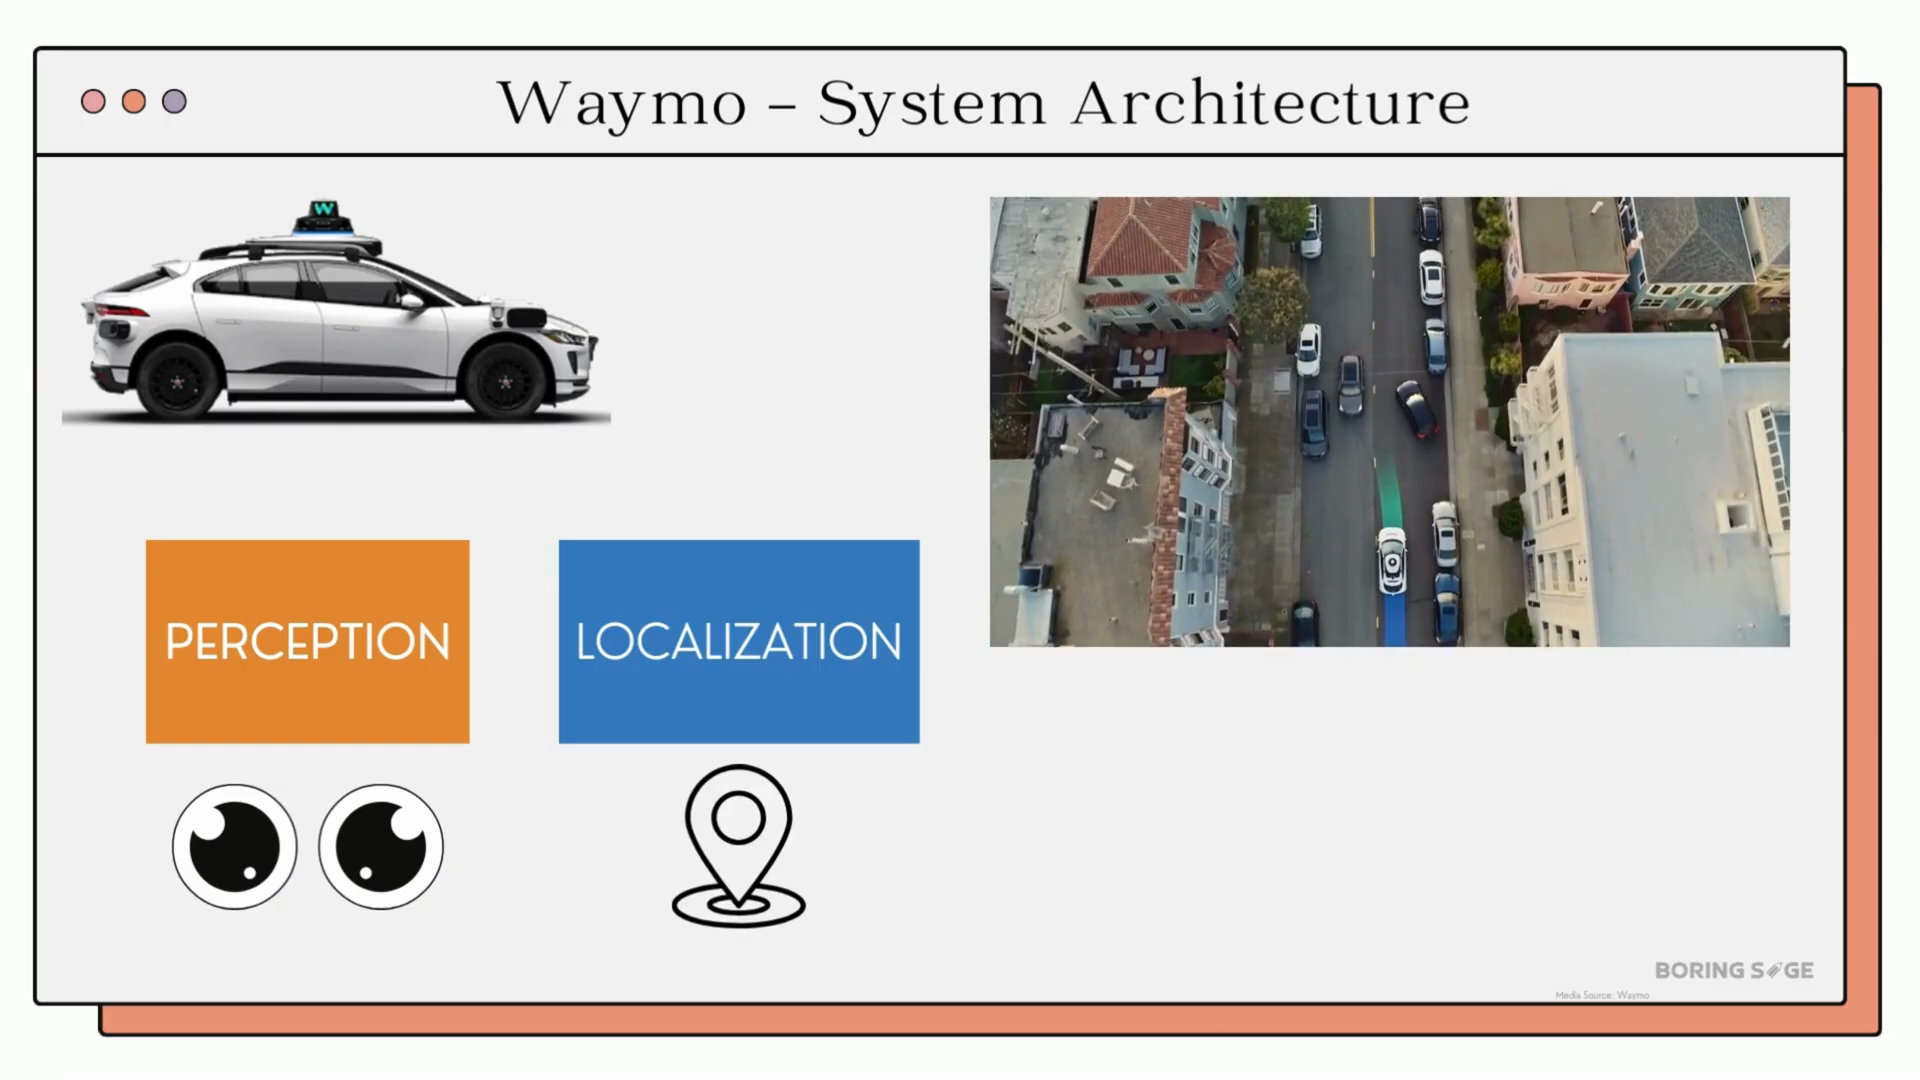 Waymo – System Architecture
W
PERCEPTION
LOCALIZATION
BORING SAGE
Media Source: Waymo